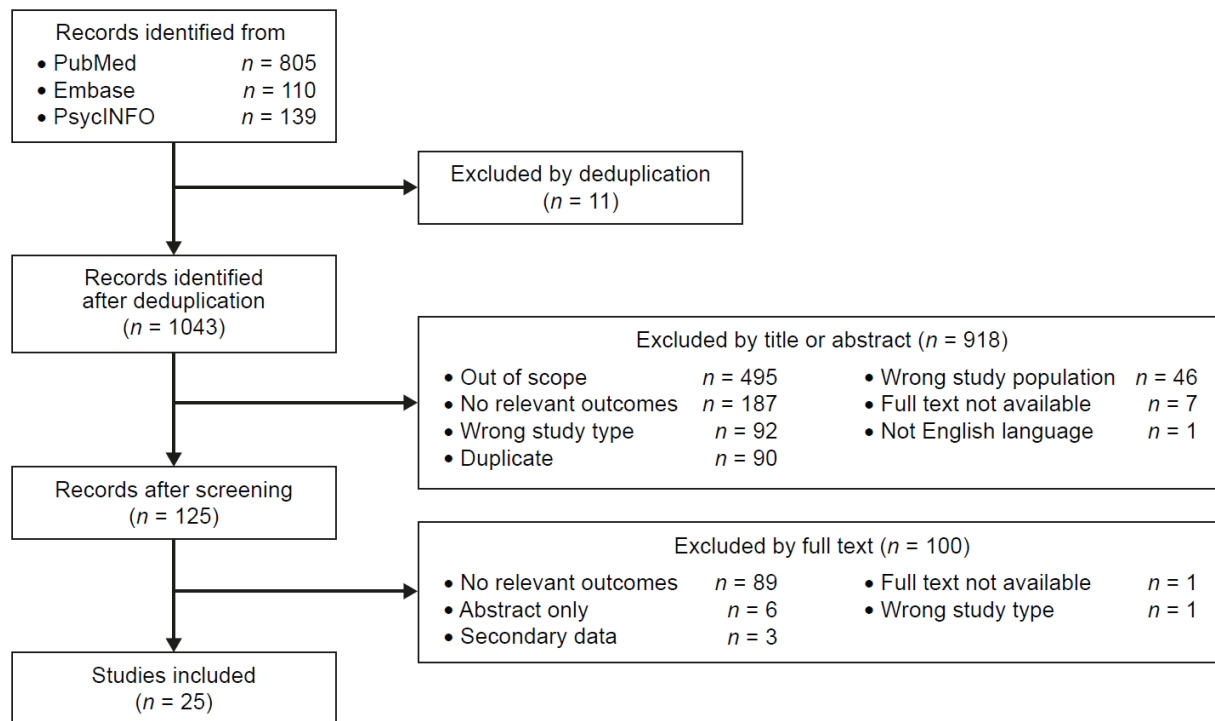 Records identified from
• PubMed n = 805
• Embase n = 110
• PsycINFO n = 139
Excluded by deduplication
(n = 11)
Records identified
after deduplication
(n = 1043)
Excluded by title or abstract (n = 918)
• Out of scope n = 495
• No relevant outcomes n = 187
• Wrong study type n = 92
• Duplicate n = 90
• Wrong study population n = 46
• Full text not available n = 7
• Not English language n = 1
Records after screening
(n = 125)
Excluded by full text (n = 100)
• No relevant outcomes n = 89
• Abstract only n = 6
• Secondary data n = 3
• Full text not available n = 1
• Wrong study type n = 1
Studies included
(n = 25)